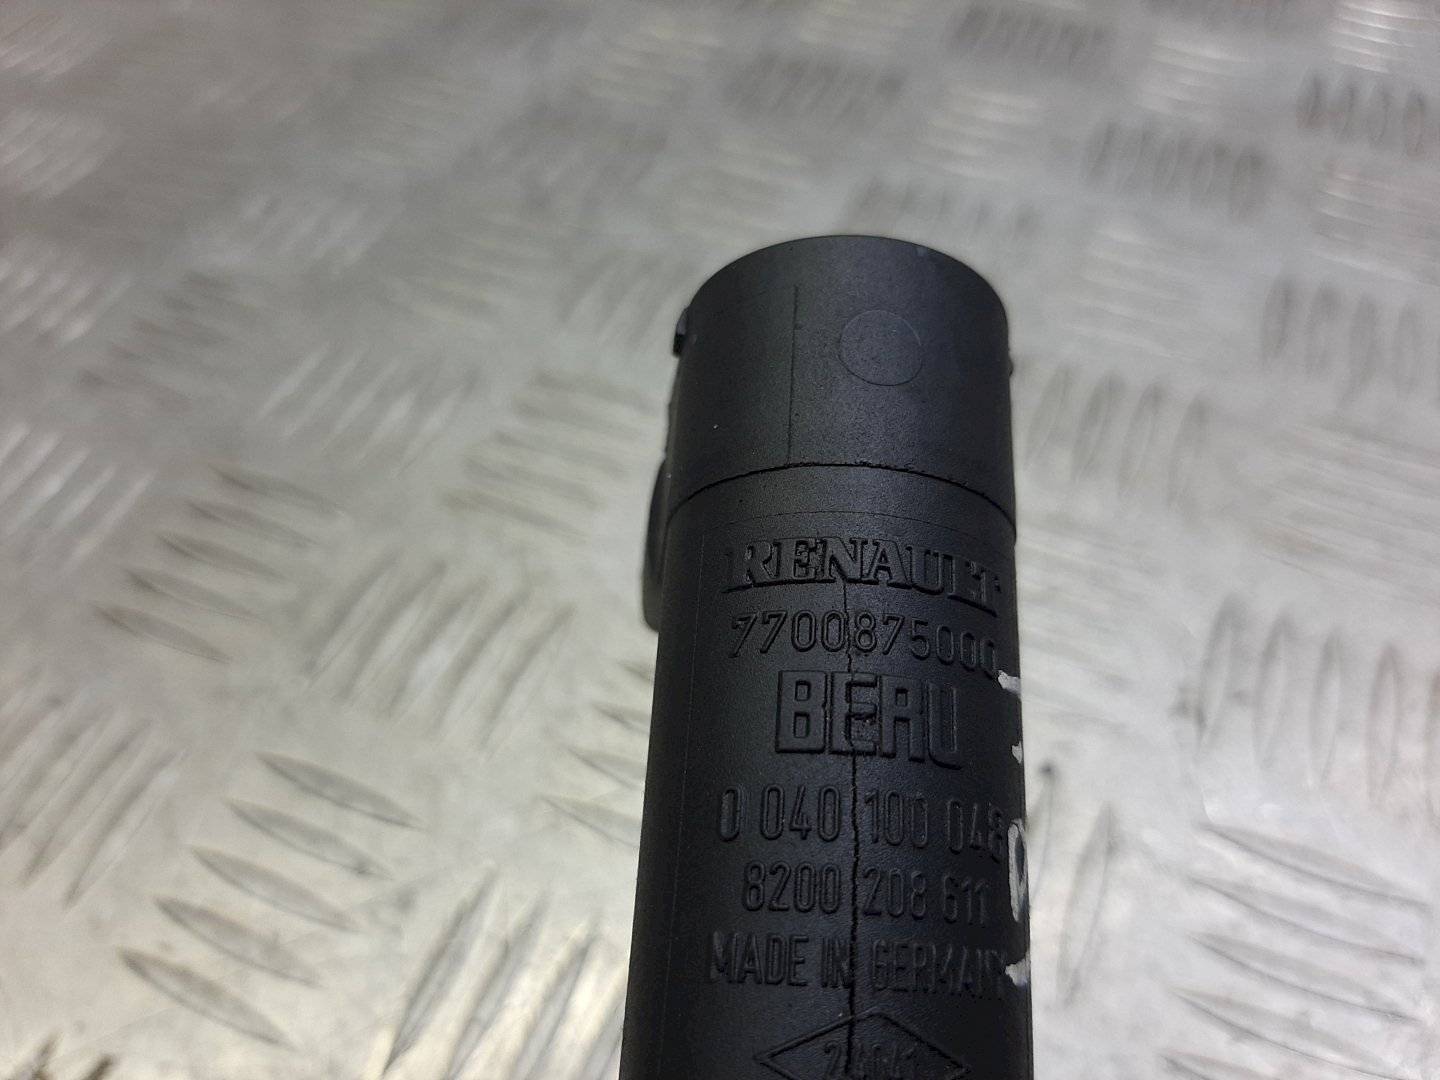 RENAULT
7700875000
BERU
0 040 100 048
8200 208 611
MADE IN GERMANY